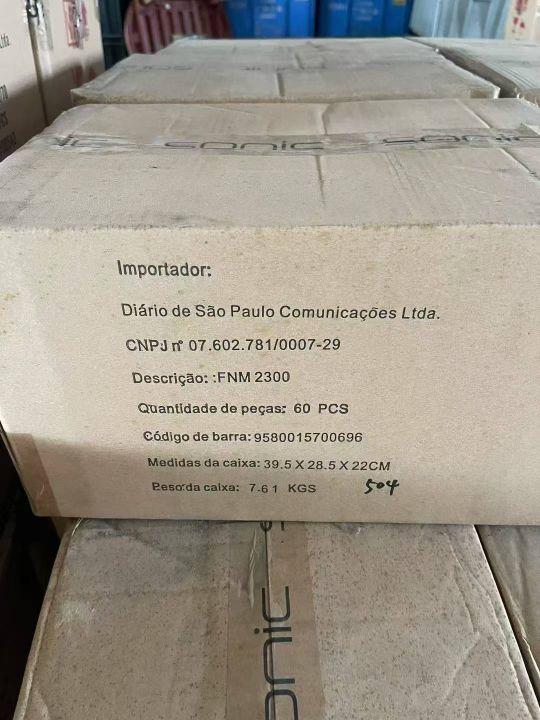 sonic
Importador:
Diário de São Paulo Comunicações Ltda.
CNPJ nº 07.602.781/0007-29
Descrição: :FNM 2300
Quantidade de peças: 60 PCS
Código de barra: 9580015700696
Medidas da caixa: 39.5 X 28.5 X 22CM
Peso da caixa: 7.61 KGS
504
onic